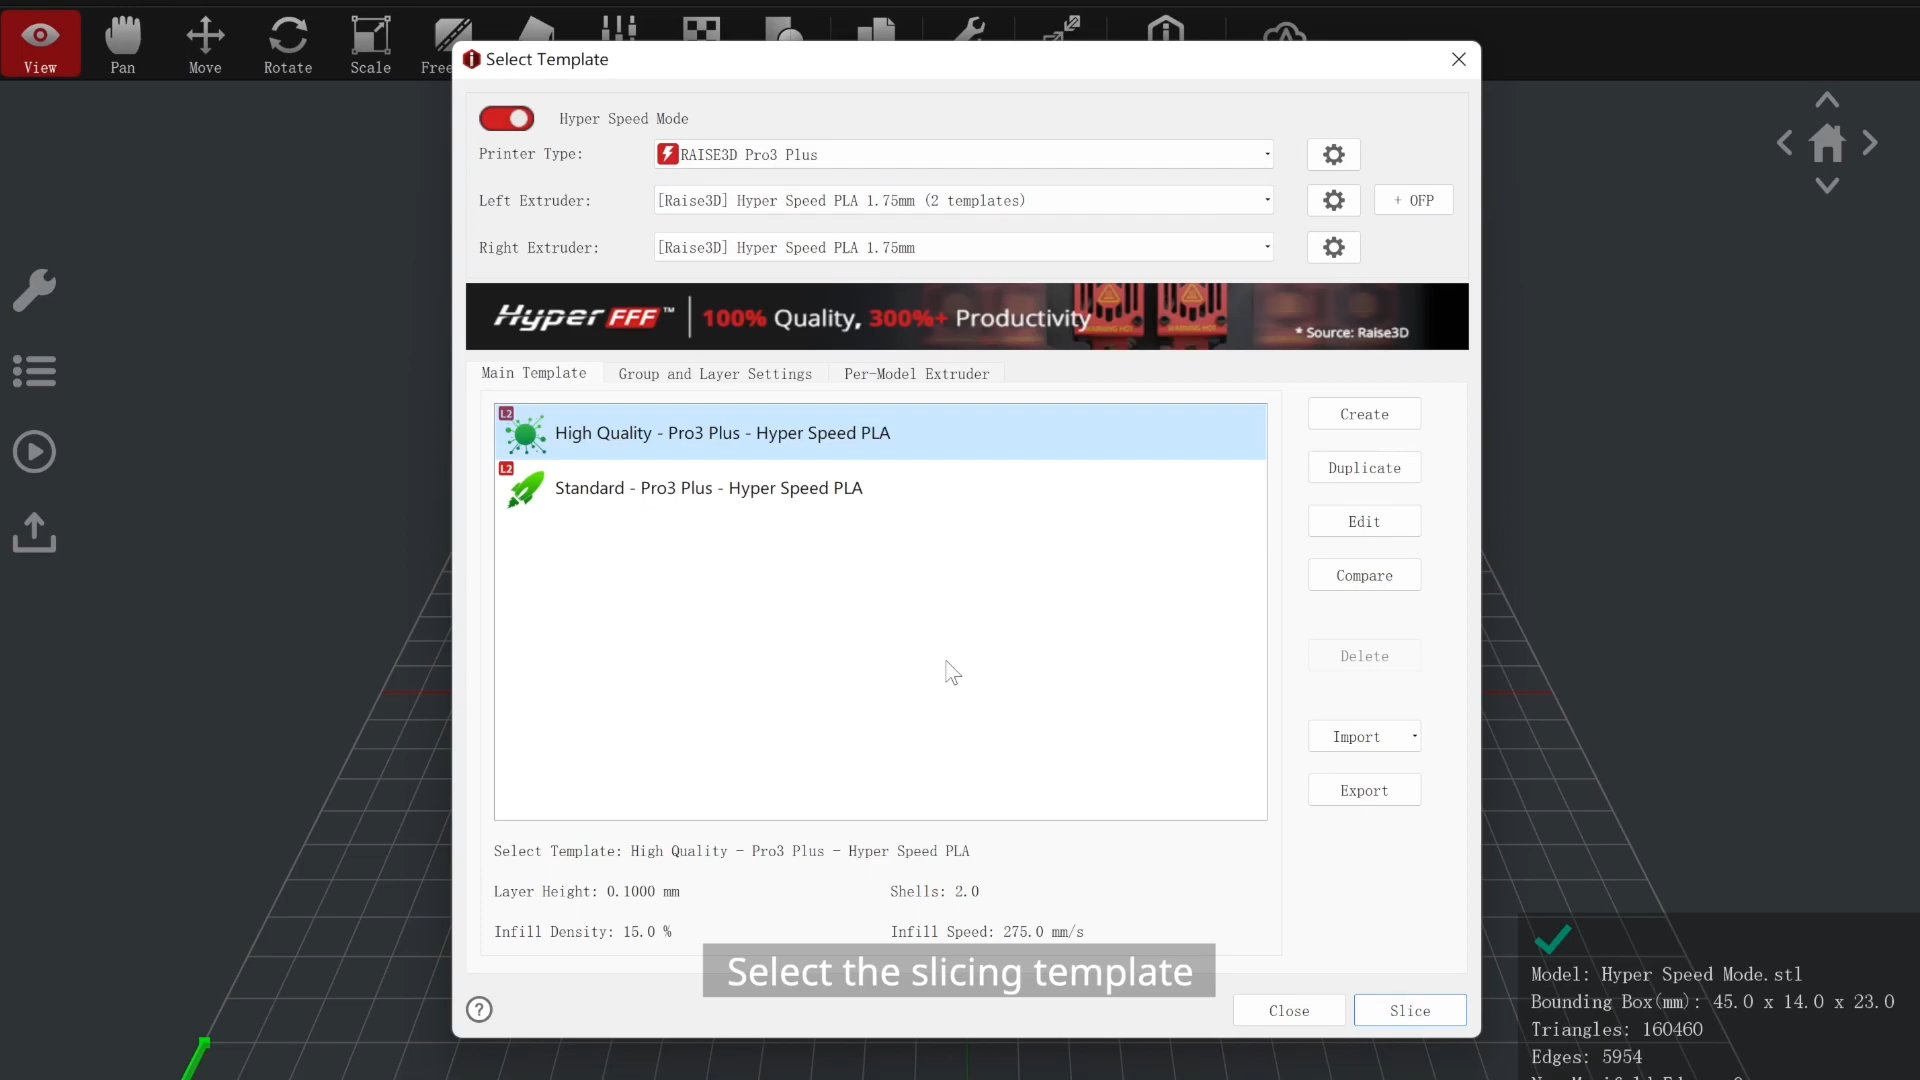 View
Pan
Move
Rotate
Scale
Free
Select Template
Hyper Speed Mode
Printer Type:
RAISE3D Pro3 Plus
Left Extruder:
[Raise3D] Hyper Speed PLA 1.75mm (2 templates)
+ OFP
Right Extruder:
[Raise3D] Hyper Speed PLA 1.75mm
Hyper FFF™ | 100% Quality, 300%+ Productivity
* Source: Raise3D
Main Template
Group and Layer Settings
Per-Model Extruder
L2
High Quality - Pro3 Plus - Hyper Speed PLA
L2
Standard - Pro3 Plus - Hyper Speed PLA
Create
Duplicate
Edit
Compare
Delete
Import
Export
Select Template: High Quality - Pro3 Plus - Hyper Speed PLA
Layer Height: 0.1000 mm
Shells: 2.0
Infill Density: 15.0 %
Infill Speed: 275.0 mm/s
Select the slicing template
?
Close
Slice
Model: Hyper Speed Mode.stl
Bounding Box(mm): 45.0 x 14.0 x 23.0
Triangles: 160460
Edges: 5954